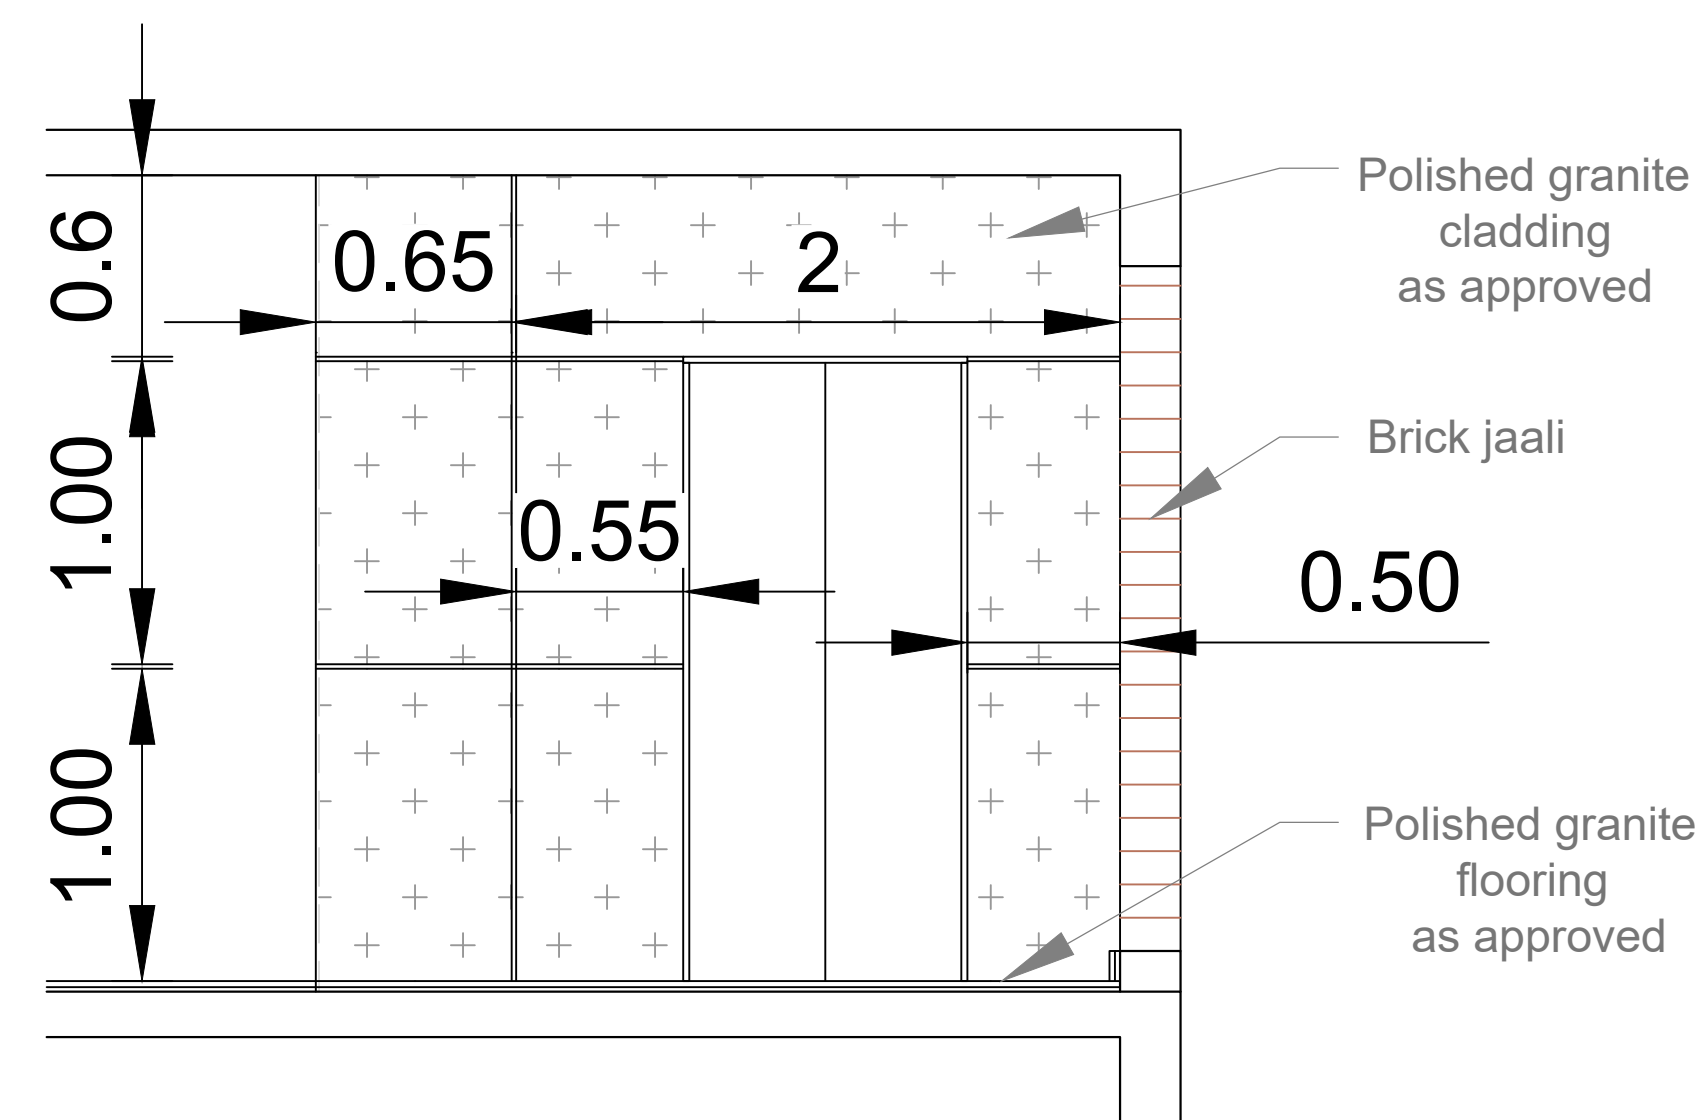 Polished granite
cladding
as approved
0.6
0.65
2
Brick jaali
1.00
0.55
0.50
1.00
Polished granite
flooring
as approved